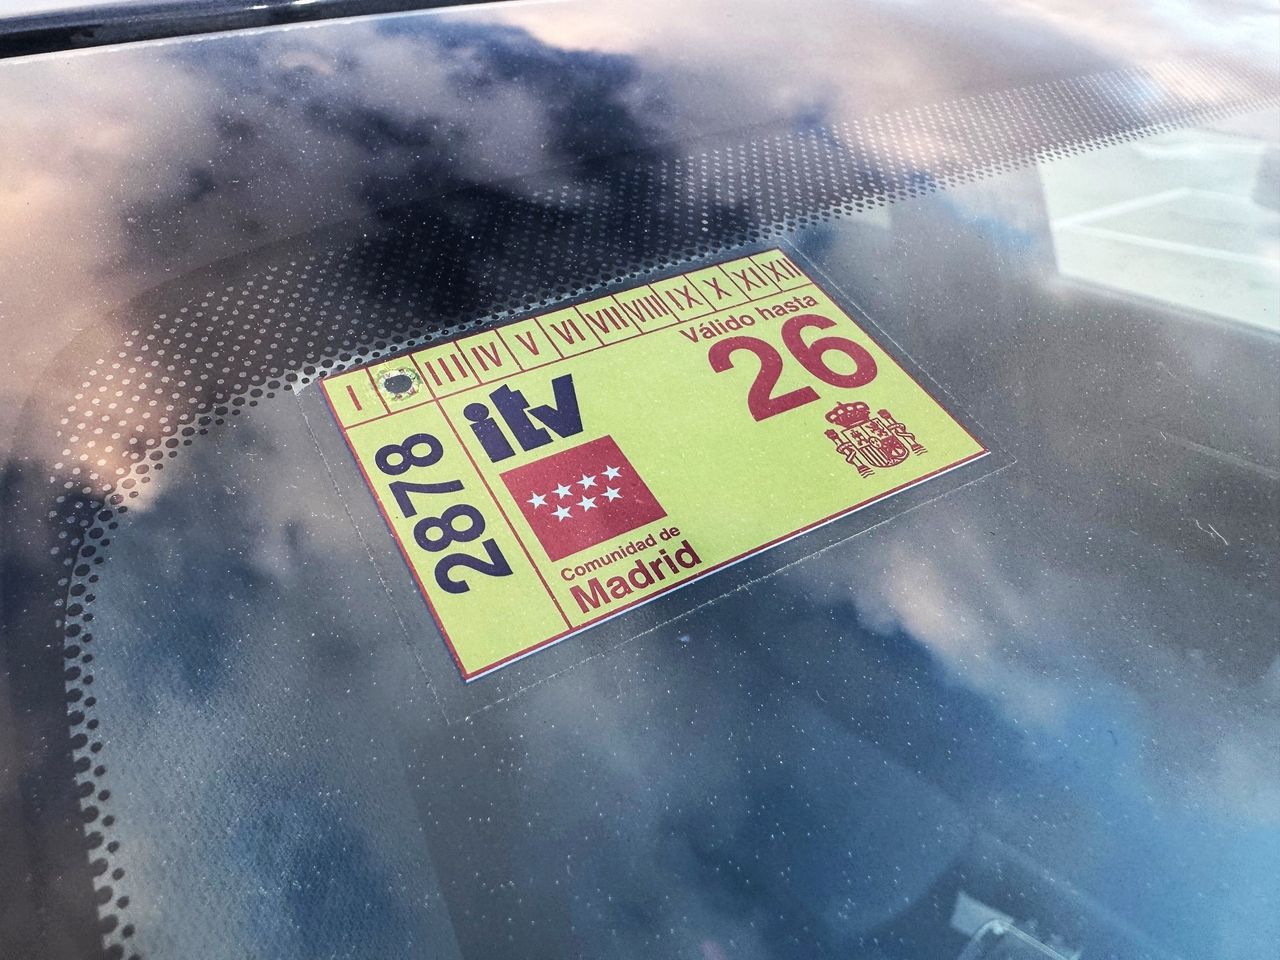 I III IV V VI VII VIII IX X XI XII
Válido hasta
26
itv
2878
Comunidad de
Madrid